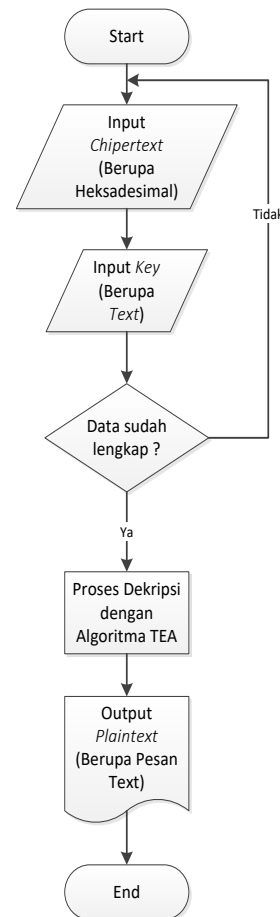 Start
Input
Chipertext
(Berupa
Heksadesimal)
Tidak
Input Key
(Berupa
Text)
Data sudah
lengkap ?
Ya
Proses Dekripsi
dengan
Algoritma TEA
Output
Plaintext
(Berupa Pesan
Text)
End